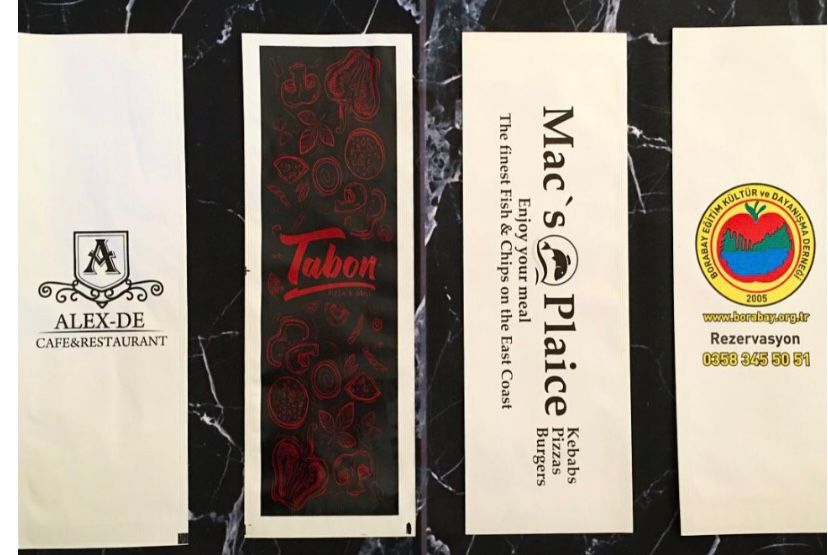 A
ALEX-DE
CAFE&RESTAURANT
Tabon
PIZZA & GRILL
Mac`s Plaice
Kebabs
Pizzas
Burgers
Enjoy your meal
The finest Fish & Chips on the East Coast
BORABAY EĞİTİM KÜLTÜR ve DAYANIŞMA DERNEĞİ
2005
www.borabay.org.tr
Rezervasyon
0358 345 50 51